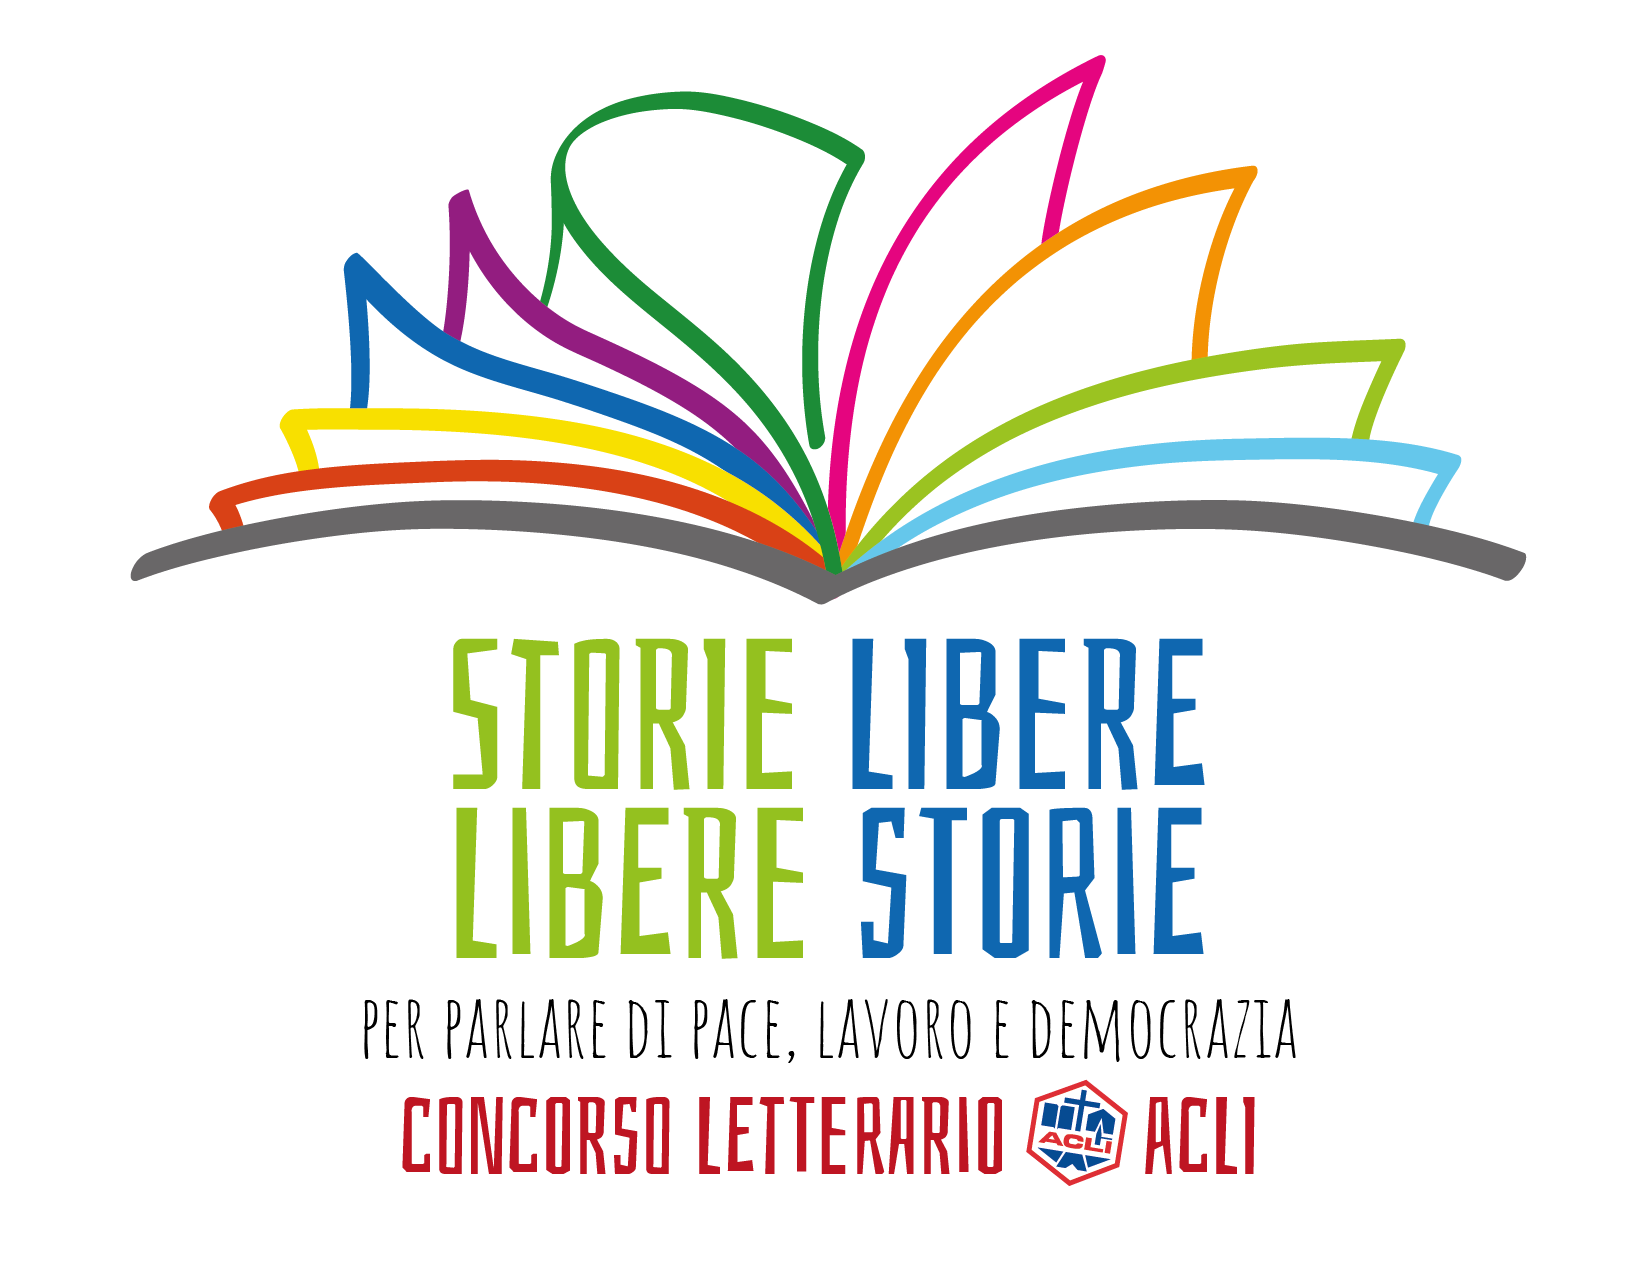 STORIE LIBERE
LIBERE STORIE
PER PARLARE DI PACE, LAVORO E DEMOCRAZIA
CONCORSO LETTERARIO ACLI ACLI